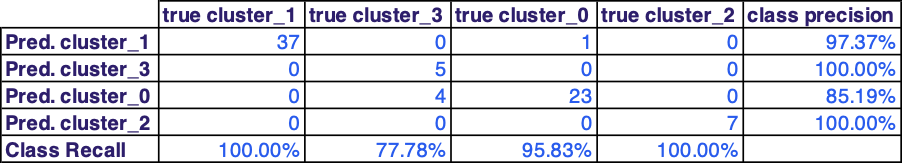 true cluster_1 true cluster_3 true cluster_0 true cluster_2 class precision
Pred. cluster_1 37 0 1 0 97.37%
Pred. cluster_3 0 5 0 0 100.00%
Pred. cluster_0 0 4 23 0 85.19%
Pred. cluster_2 0 0 0 7 100.00%
Class Recall 100.00% 77.78% 95.83% 100.00%